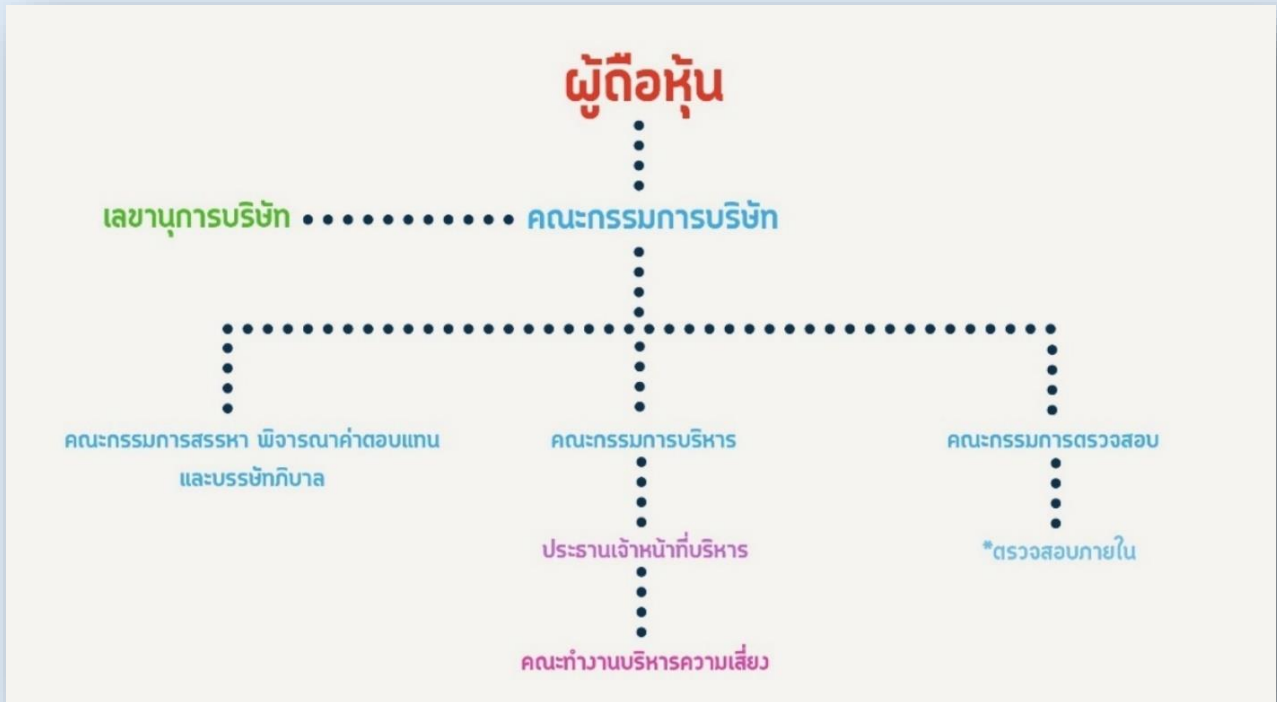 ผู้ถือหุ้น
เลขานุการบริษัท
คณะกรรมการบริษัท
คณะกรรมการสรรหา พิจารณาค่าตอบแทน
และบรรษัทภิบาล
คณะกรรมการบริหาร
คณะกรรมการตรวจสอบ
ประธานเจ้าหน้าที่บริหาร
*ตรวจสอบภายใน
คณะทำงานบริหารความเสี่ยง